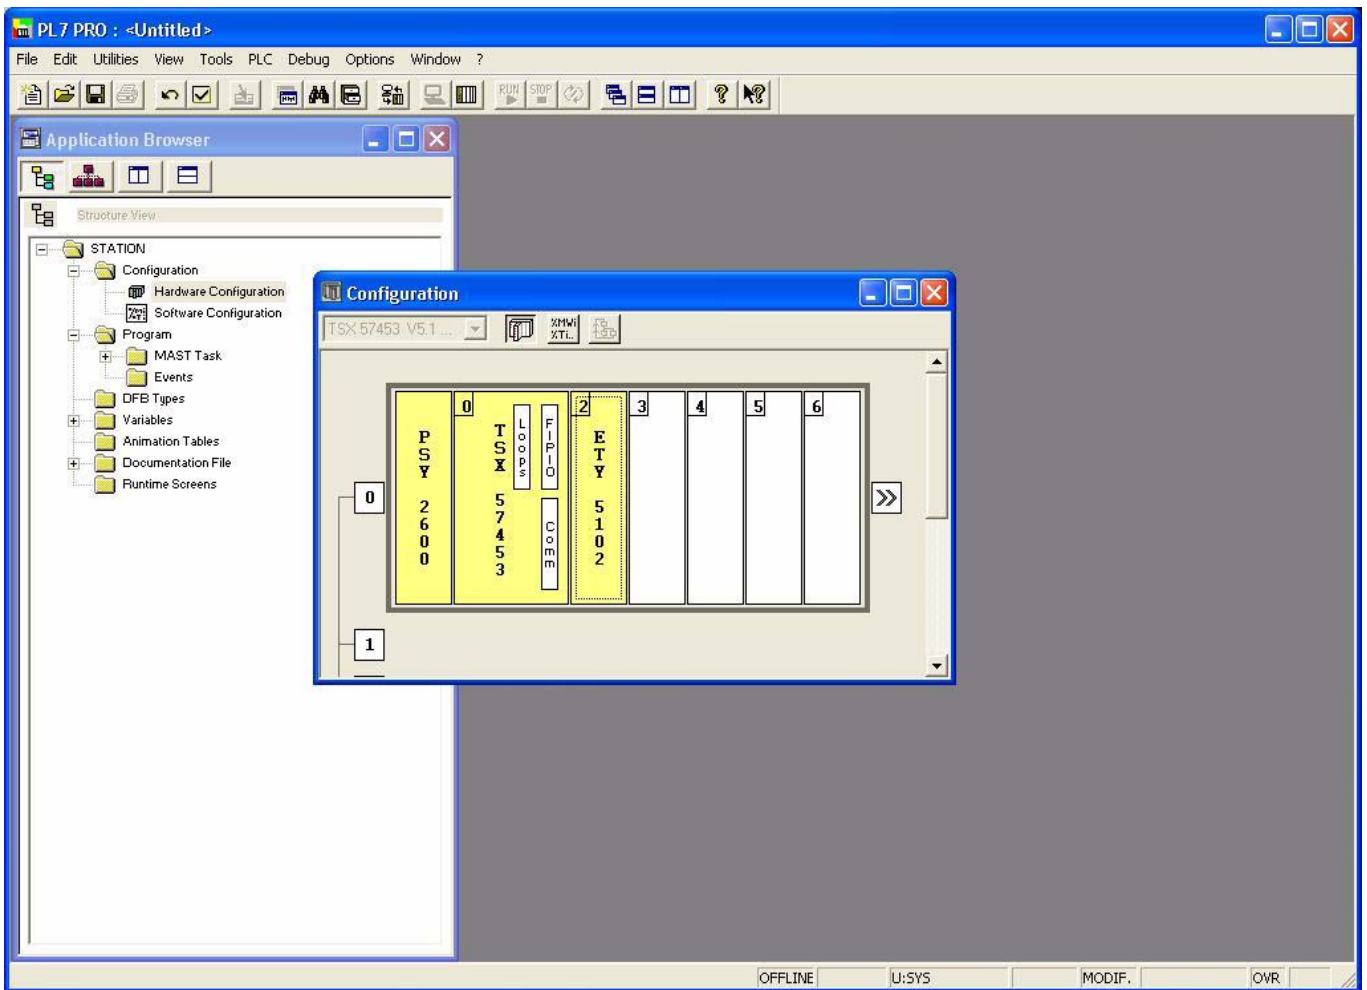 PL7 PRO : <Untitled>
File Edit Utilities View Tools PLC Debug Options Window ?
RUN STOP
Application Browser
Structure View
STATION
Configuration
Hardware Configuration
Software Configuration
Program
MAST Task
Events
DFB Types
Variables
Animation Tables
Documentation File
Runtime Screens
Configuration
TSX 57453 V5.1 ...
%MWi
%Ti..
0 2 3 4 5 6
PSY 2600
TSX 57453
Loops
FIPIO
Comm
ETY 5102
0
1
OFFLINE U:SYS MODIF. OVR